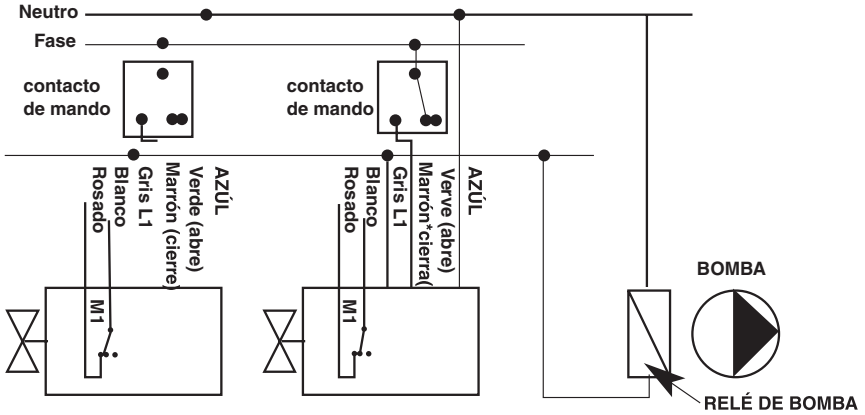 Neutro
Fase
contacto
de mando
contacto
de mando
AZÚL
Verde (abre)
Marrón (cierre)
Gris L1
Blanco
Rosado
AZÚL
Verve (abre)
Marrón*cierra(
Gris L1
Blanco
Rosado
M1
M1
BOMBA
RELÉ DE BOMBA